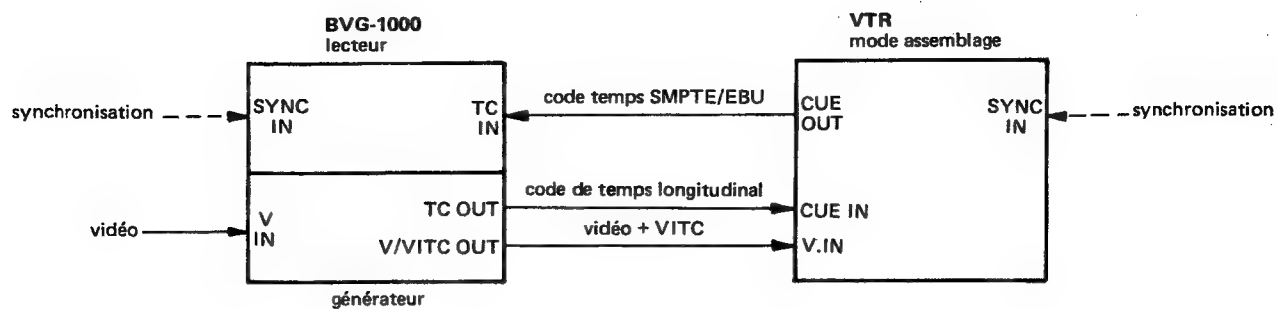 BVG-1000
lecteur
VTR
mode assemblage
synchronisation
SYNC
IN
TC
IN
code temps SMPTE/EBU
CUE
OUT
SYNC
IN
synchronisation
vidéo
V
IN
TC OUT
code de temps longitudinal
CUE IN
V/VITC OUT
vidéo + VITC
V.IN
générateur